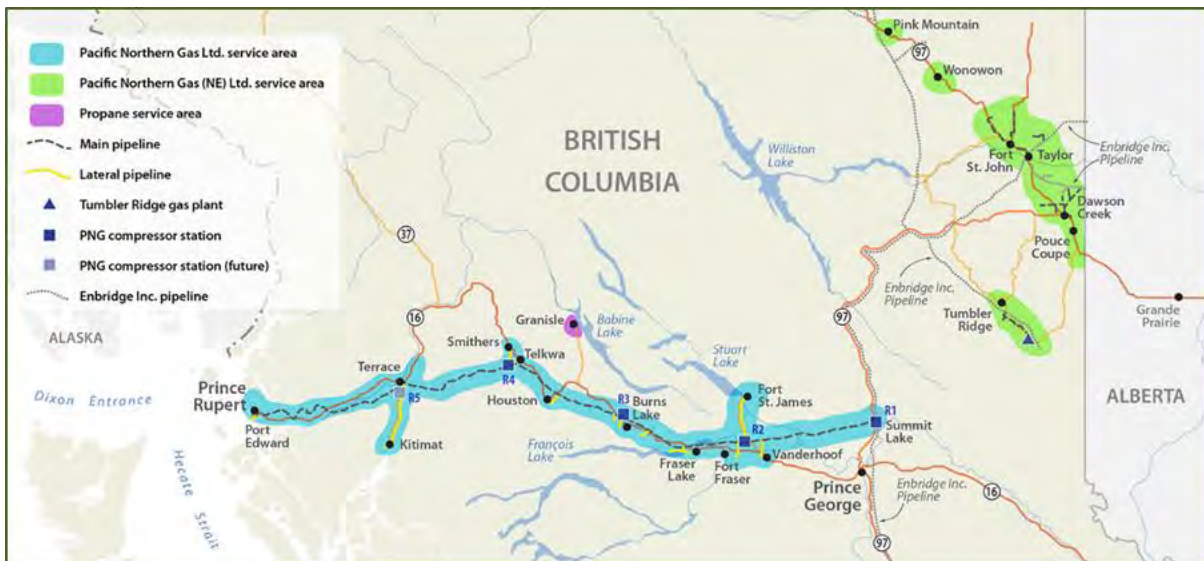 Pacific Northern Gas Ltd. service area
Pacific Northern Gas (NE) Ltd. service area
Propane service area
Main pipeline
Lateral pipeline
Tumbler Ridge gas plant
PNG compressor station
PNG compressor station (future)
Enbridge Inc. pipeline
Pink Mountain
97
Wonowon
BRITISH
COLUMBIA
Williston
Lake
Fort
St. John
Taylor
Enbridge Inc.
Pipeline
Dawson
Creek
Pouce
Coupe
37
Enbridge Inc.
Pipeline
Tumbler
Ridge
Grande
Prairie
16
Granisle
Babine
Lake
97
ALASKA
Smithers
Telkwa
R4
Stuart
Lake
Terrace
R5
Prince
Rupert
Port
Edward
Dixon Entrance
Houston
R3
Burns
Lake
Fort
St. James
R1
Summit
Lake
ALBERTA
Kitimat
François
Lake
R2
Fraser
Lake
Fort
Fraser
Vanderhoof
Hecate Strait
Prince
George
Enbridge Inc.
Pipeline
16
97